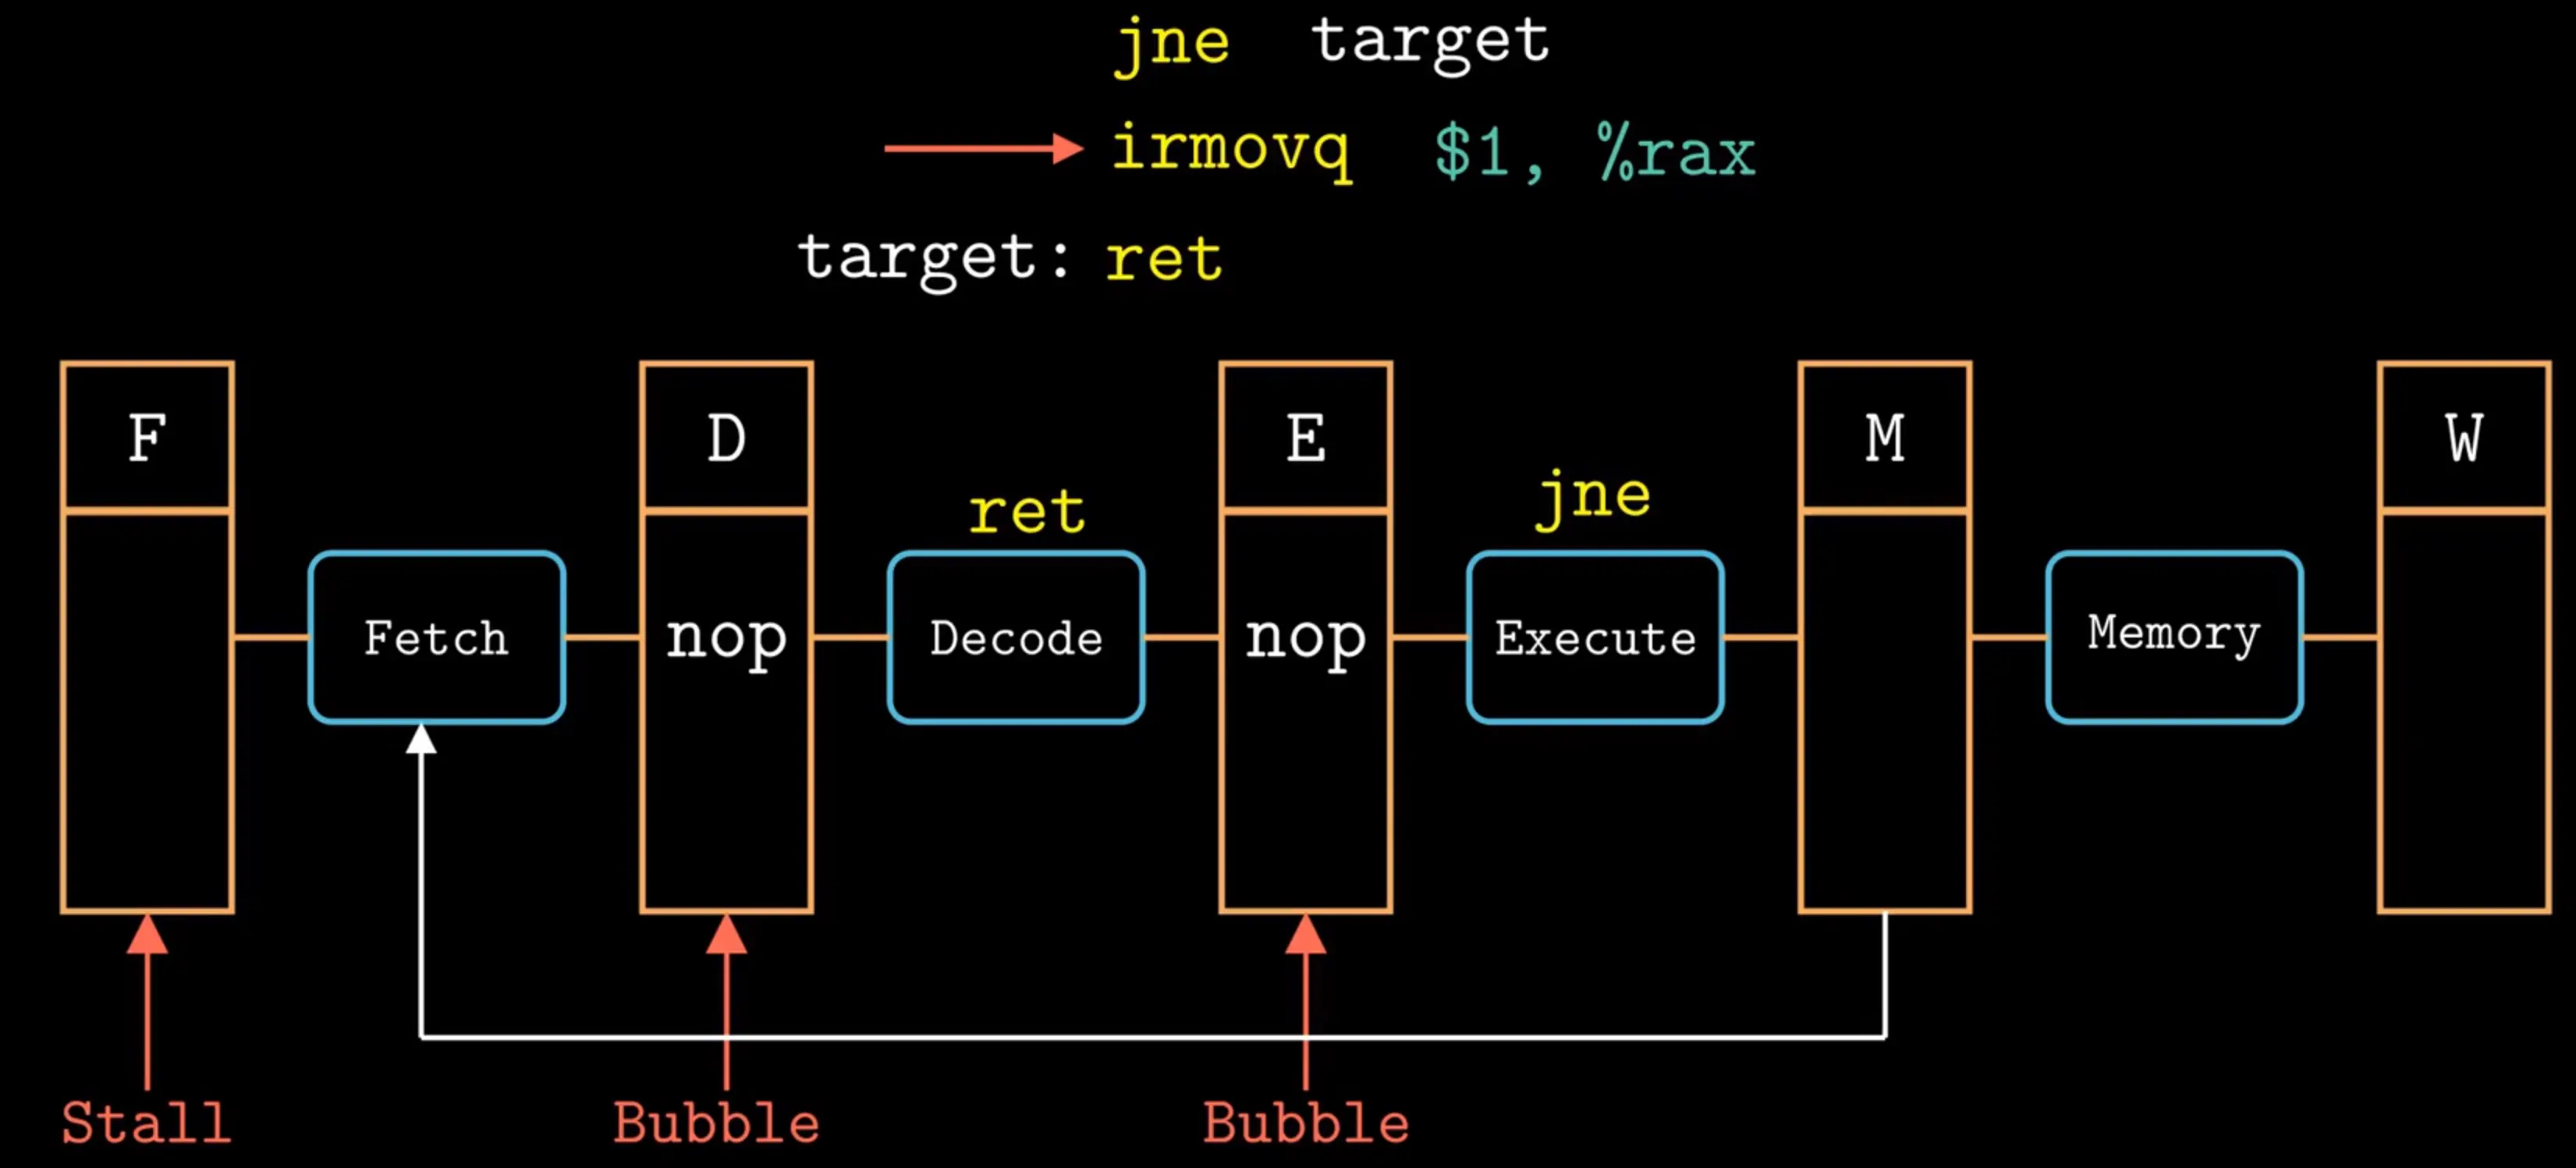 jne target
irmovq $1, %rax
target: ret
F D E M W
ret jne
Fetch nop Decode nop Execute Memory
Stall Bubble Bubble